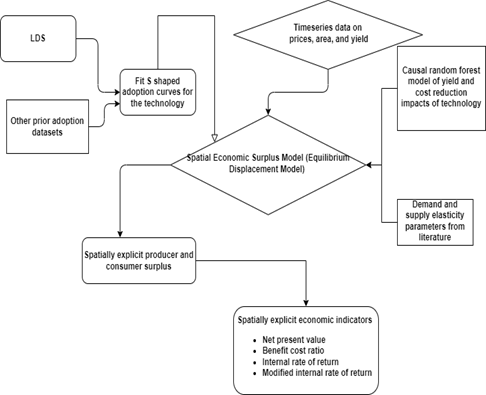 LDS
Timeseries data on
prices, area, and yield
Causal random forest
model of yield and
cost reduction
impacts of technology
Fit S shaped
adoption curves for
the technology
Other prior adoption
datasets
Spatial Economic Surplus Model (Equilibrium
Displacement Model)
Demand and
supply elasticity
parameters from
literature
Spatially explicit producer and
consumer surplus
Spatially explicit economic indicators
• Net present value
• Benefit cost ratio
• Internal rate of return
• Modified internal rate of return